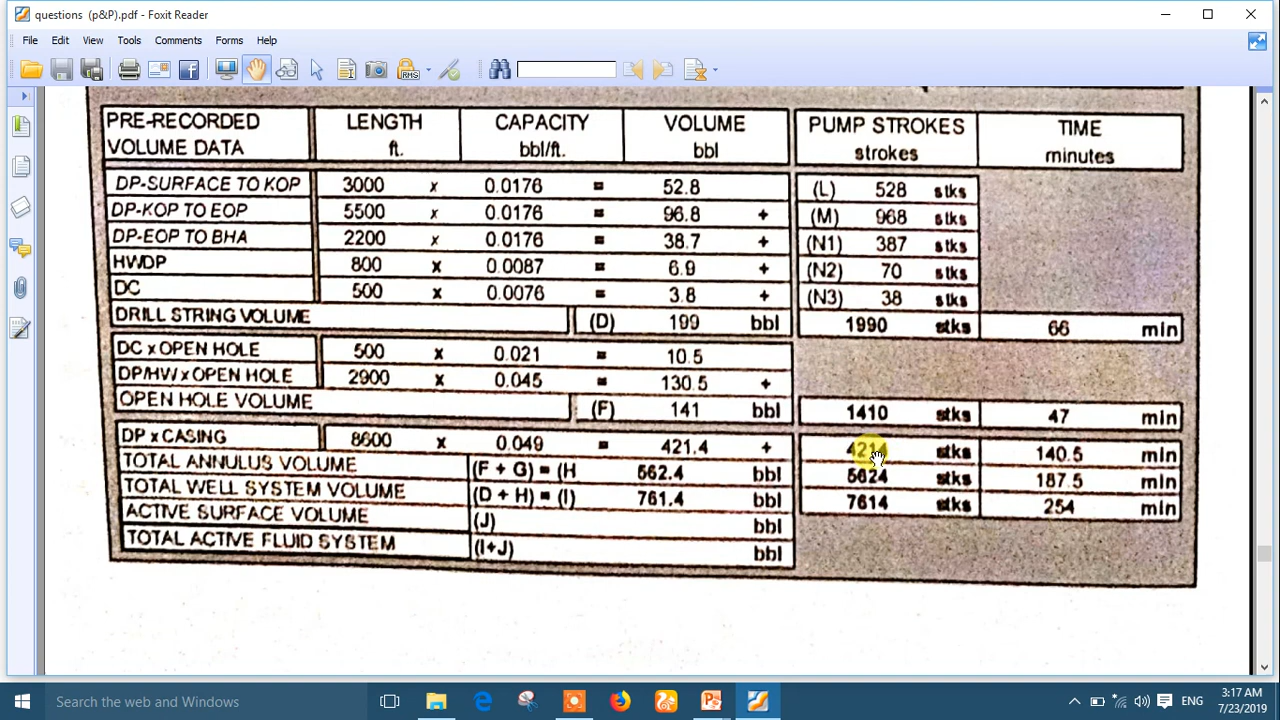 questions (p&P).pdf - Foxit Reader
File Edit View Tools Comments Forms Help
PRE-RECORDED VOLUME DATA LENGTH ft. CAPACITY bbl/ft. VOLUME bbl PUMP STROKES strokes TIME minutes
DP-SURFACE TO KOP 3000 x 0.0176 = 52.8 (L) 528 stks
DP-KOP TO EOP 5500 x 0.0176 = 96.8 + (M) 968 stks
DP-EOP TO BHA 2200 x 0.0176 = 38.7 + (N1) 387 stks
HWDP 800 x 0.0087 = 6.9 + (N2) 70 stks
DC 500 x 0.0076 = 3.8 + (N3) 38 stks
DRILL STRING VOLUME (D) 199 bbl 1990 stks 66 min
DC x OPEN HOLE 500 x 0.021 = 10.5
DP/HW x OPEN HOLE 2900 x 0.045 = 130.5 +
OPEN HOLE VOLUME (F) 141 bbl 1410 stks 47 min
DP x CASING 8600 x 0.049 = 421.4 + 4214 stks 140.5 min
TOTAL ANNULUS VOLUME (F + G) = (H 562.4 bbl 5624 stks 187.5 min
TOTAL WELL SYSTEM VOLUME (D + H) = (I) 761.4 bbl 7614 stks 254 min
ACTIVE SURFACE VOLUME (J) bbl
TOTAL ACTIVE FLUID SYSTEM (I+J) bbl
Search the web and Windows
ENG
3:17 AM
7/23/2019